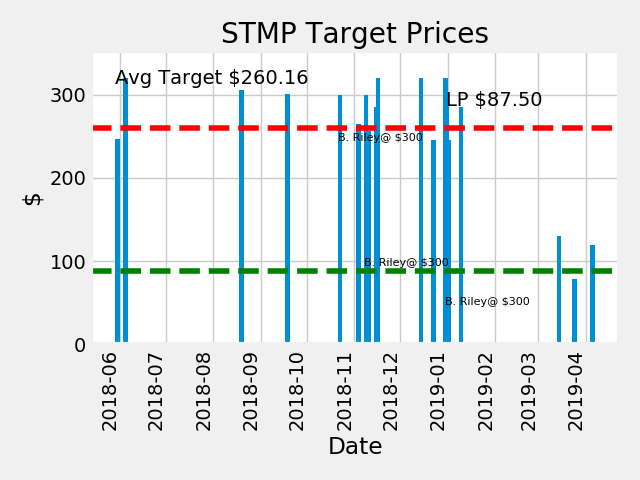 STMP Target Prices
Avg Target $260.16
LP $87.50
300
B. Riley@ $300
200
$
100
B. Riley@ $300
B. Riley@ $300
0
2018-06
2018-07
2018-08
2018-09
2018-10
2018-11
2018-12
2019-01
2019-02
2019-03
2019-04
Date